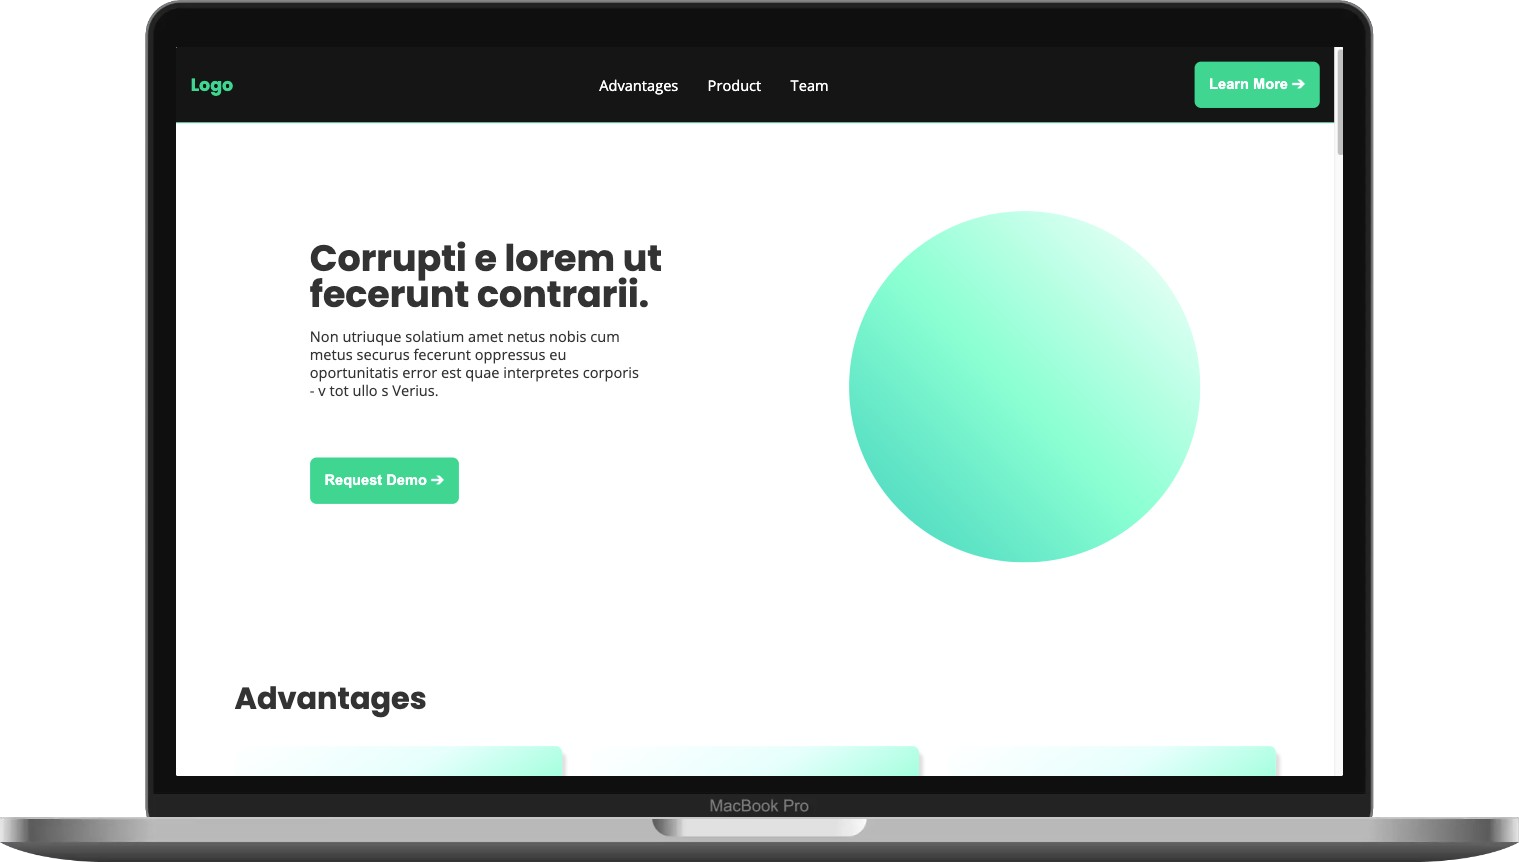 Logo
Advantages
Product
Team
Learn More →
Corrupti e lorem ut
fecerunt contrarii.
Non utriuque solatium amet netus nobis cum
metus securus fecerunt oppressus eu
oportunitatis error est quae interpretes corporis
- v tot ullo s Verius.
Request Demo →
Advantages
MacBook Pro